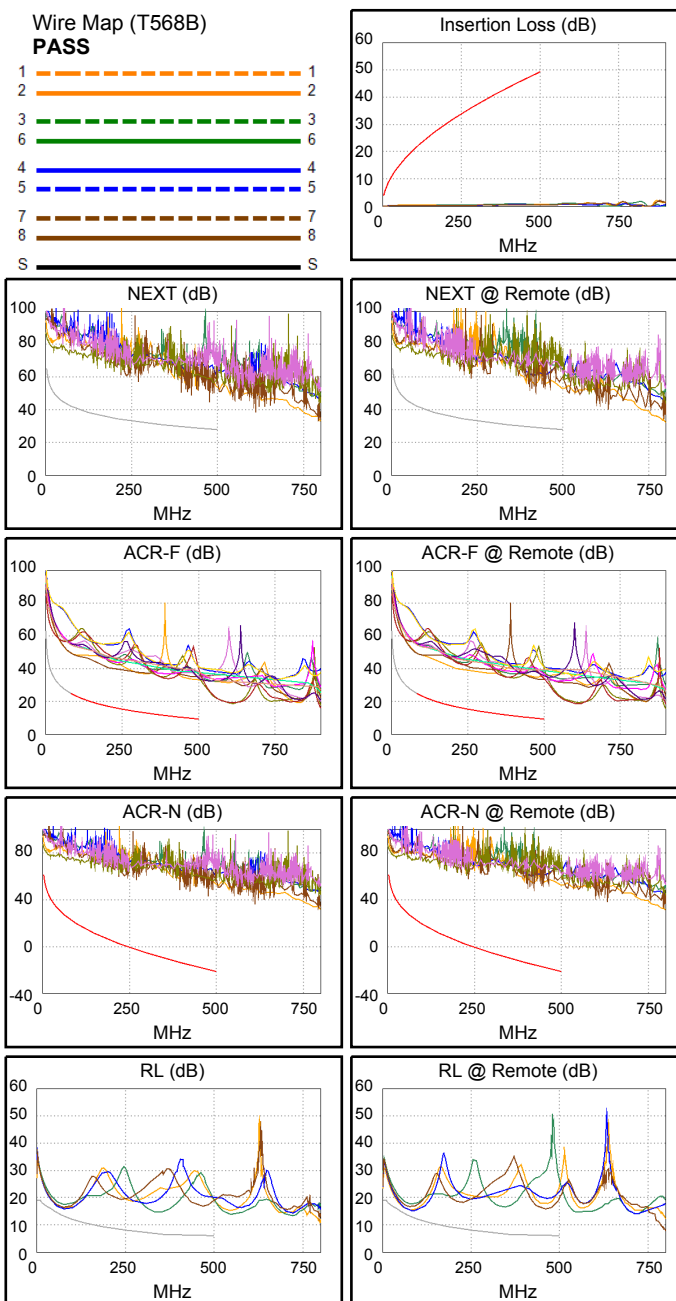 Wire Map (T568B)
PASS
1 1
2 2
3 3
6 6
4 4
5 5
7 7
8 8
S S
Insertion Loss (dB)
60
50
40
30
20
10
0
0 250 500 750
MHz
NEXT (dB)
100
80
60
40
20
0
0 250 500 750
MHz
NEXT @ Remote (dB)
100
80
60
40
20
0
0 250 500 750
MHz
ACR-F (dB)
100
80
60
40
20
0
0 250 500 750
MHz
ACR-F @ Remote (dB)
100
80
60
40
20
0
0 250 500 750
MHz
ACR-N (dB)
80
40
0
-40
0 250 500 750
MHz
ACR-N @ Remote (dB)
80
40
0
-40
0 250 500 750
MHz
RL (dB)
60
50
40
30
20
10
0
0 250 500 750
MHz
RL @ Remote (dB)
60
50
40
30
20
10
0
0 250 500 750
MHz